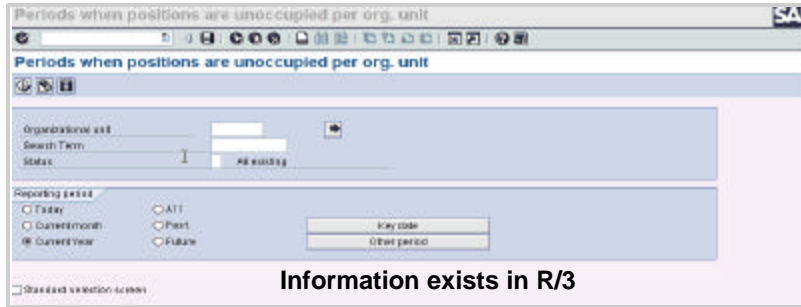 Periods when positions are unoccupied per org. unit
SA
Periods when positions are unoccupied per org. unit
Organizational unit
Search Term
Status All existing
Reporting period
Today All
Current month Past Key date
Current Year Future Other period
Information exists in R/3
Standard selection screen